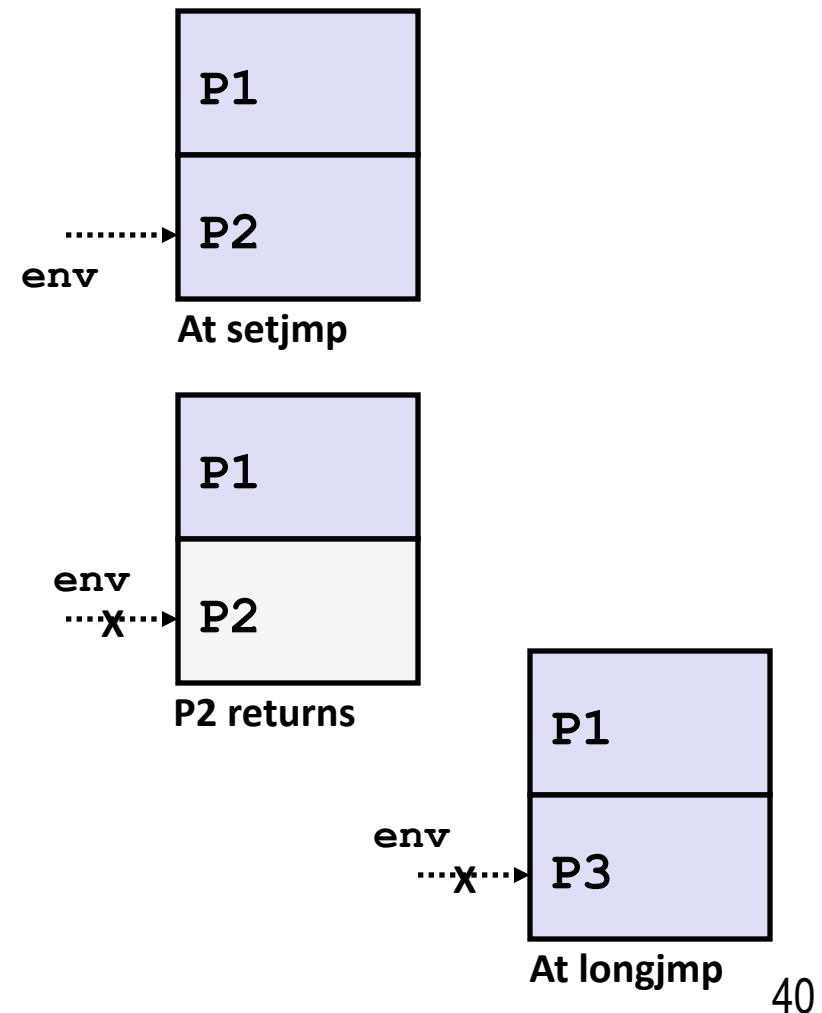 P1
P2
env
At setjmp
P1
env
X
P2
P2 returns
P1
env
X
P3
At longjmp
40